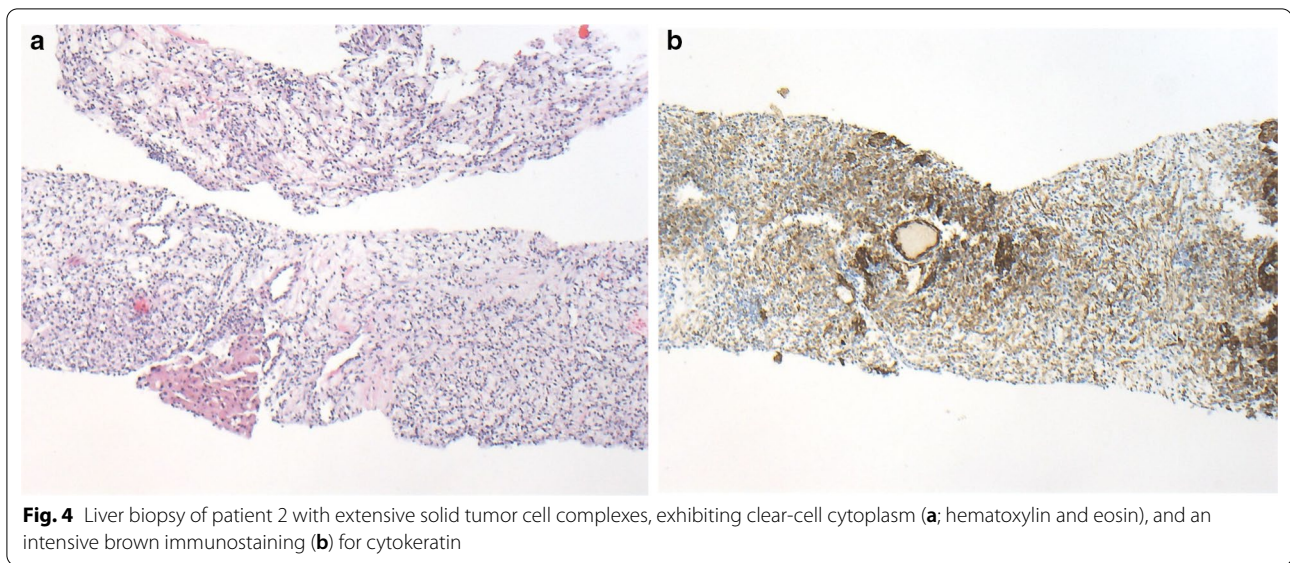 a
b
Fig. 4 Liver biopsy of patient 2 with extensive solid tumor cell complexes, exhibiting clear-cell cytoplasm (a; hematoxylin and eosin), and an
intensive brown immunostaining (b) for cytokeratin